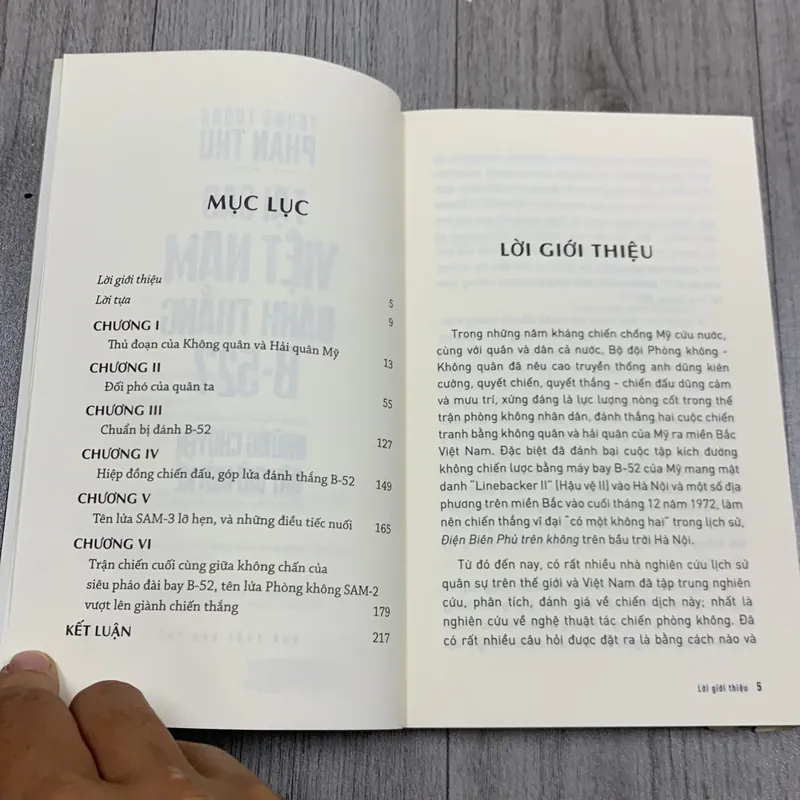 MỤC LỤC
Lời giới thiệu 5
Lời tựa 9
CHƯƠNG I
Thủ đoạn của Không quân và Hải quân Mỹ 13
CHƯƠNG II
Đối phó của quân ta 55
CHƯƠNG III
Chuẩn bị đánh B-52 127
CHƯƠNG IV
Hiệp đồng chiến đấu, góp lửa đánh thắng B-52 149
CHƯƠNG V
Tên lửa SAM-3 lỡ hẹn, và những điều tiếc nuối 165
CHƯƠNG VI
Trận chiến cuối cùng giữa không chấn của
siêu pháo đài bay B-52, tên lửa Phòng không SAM-2
vượt lên giành chiến thắng 179
KẾT LUẬN 217
LỜI GIỚI THIỆU
Trong những năm kháng chiến chống Mỹ cứu nước,
cùng với quân và dân cả nước, Bộ đội Phòng không -
Không quân đã nêu cao truyền thống anh dũng kiên
cường, quyết chiến, quyết thắng - chiến đấu dũng cảm
và mưu trí, xứng đáng là lực lượng nòng cốt trong thế
trận phòng không nhân dân, đánh thắng hai cuộc chiến
tranh bằng không quân và hải quân của Mỹ ra miền Bắc
Việt Nam. Đặc biệt đã đánh bại cuộc tập kích đường
không chiến lược bằng máy bay B-52 của Mỹ mang mật
danh “Linebacker II” (Hậu vệ II) vào Hà Nội và một số địa
phương trên miền Bắc vào cuối tháng 12 năm 1972, làm
nên chiến thắng vĩ đại “có một không hai” trong lịch sử,
Điện Biên Phủ trên không trên bầu trời Hà Nội.
Từ đó đến nay, có rất nhiều nhà nghiên cứu lịch sử
quân sự trên thế giới và Việt Nam đã tập trung nghiên
cứu, phân tích, đánh giá về chiến dịch này; nhất là
nghiên cứu về nghệ thuật tác chiến phòng không. Đã
có rất nhiều câu hỏi được đặt ra là bằng cách nào và
Lời giới thiệu 5